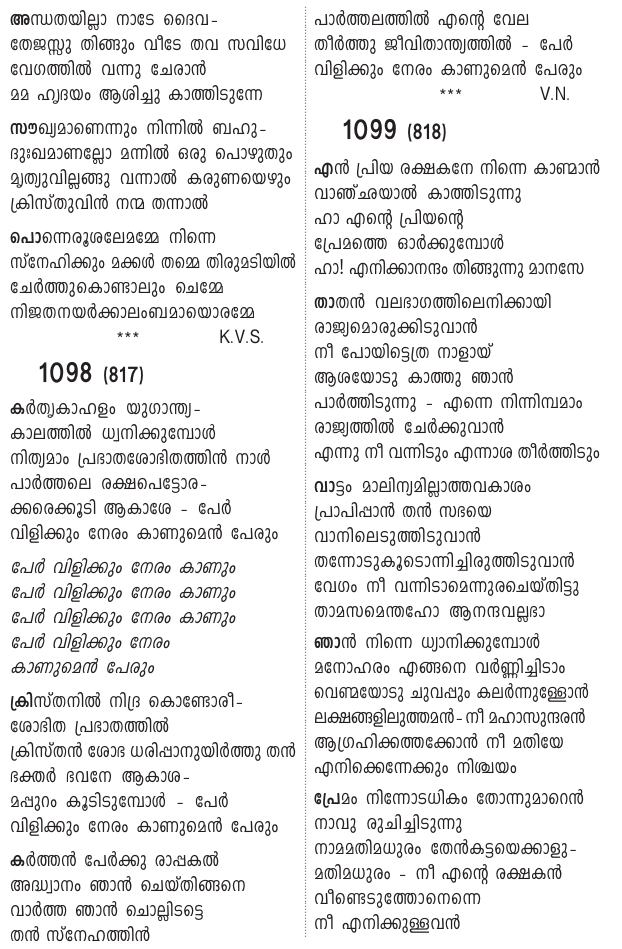 അന്ധതയില്ലാ നാടേ ദൈവ-
തേജസ്സു തിങ്ങും വീടേ തവ സവിധേ
വേഗത്തിൽ വന്നു ചേരാൻ
മമ ഹൃദയം ആശിച്ചു കാത്തിടുന്നേ
സൗഖ്യമാണെന്നും നിന്നിൽ ബഹു-
ദുഃഖമാണല്ലോ മന്നിൽ ഒരു പൊഴുതും
മൃത്യുവില്ലങ്ങു വന്നാൽ കരുണയെഴും
ക്രിസ്തുവിൻ നന്മ തന്നാൽ
പൊന്നെരൂശലേമമ്മേ നിന്നെ
സ്നേഹിക്കും മക്കൾ തമ്മെ തിരുമടിയിൽ
ചേർത്തുകൊണ്ടാലും ചെമ്മേ
നിജതനയർക്കാലംബമായൊരമ്മേ
*** K.V.S.
1098 (817)
കർതൃകാഹളം യുഗാന്ത്യ-
കാലത്തിൽ ധ്വനിക്കുമ്പോൾ
നിത്യമാം പ്രഭാതശോഭിതത്തിൻ നാൾ
പാർത്തലെ രക്ഷപെട്ടോര-
ക്കരെക്കൂടി ആകാശേ - പേർ
വിളിക്കും നേരം കാണുമെൻ പേരും
പേർ വിളിക്കും നേരം കാണും
പേർ വിളിക്കും നേരം കാണും
പേർ വിളിക്കും നേരം കാണും
പേർ വിളിക്കും നേരം
കാണുമെൻ പേരും
ക്രിസ്തനിൽ നിദ്ര കൊണ്ടോരീ-
ശോഭിത പ്രഭാതത്തിൽ
ക്രിസ്തൻ ശോഭ ധരിപ്പാനുയിർത്തു തൻ
ഭക്തർ ഭവനേ ആകാശ-
മപ്പുറം കൂടിടുമ്പോൾ - പേർ
വിളിക്കും നേരം കാണുമെൻ പേരും
കർത്തൻ പേർക്കു രാപ്പകൽ
അദ്ധ്വാനം ഞാൻ ചെയ്തിങ്ങനെ
വാർത്ത ഞാൻ ചൊല്ലിടട്ടെ
തൻ സ്നേഹത്തിൻ
പാർത്തലത്തിൽ എന്റെ വേല
തീർത്തു ജീവിതാന്ത്യത്തിൽ - പേർ
വിളിക്കും നേരം കാണുമെൻ പേരും
*** V.N.
1099 (818)
എൻ പ്രിയ രക്ഷകനേ നിന്നെ കാണ്മാൻ
വാഞ്ഛയാൽ കാത്തിടുന്നു
ഹാ എന്റെ പ്രിയന്റെ
പ്രേമത്തെ ഓർക്കുമ്പോൾ
ഹാ! എനിക്കാനന്ദം തിങ്ങുന്നു മാനസേ
താതൻ വലഭാഗത്തിലെനിക്കായി
രാജ്യമൊരുക്കിടുവാൻ
നീ പോയിട്ടെത്ര നാളായ്
ആശയോടു കാത്തു ഞാൻ
പാർത്തിടുന്നു - എന്നെ നിന്നിമ്പമാം
രാജ്യത്തിൽ ചേർക്കുവാൻ
എന്നു നീ വന്നിടും എന്നാശ തീർത്തിടും
വാട്ടം മാലിന്യമില്ലാത്തവകാശം
പ്രാപിപ്പാൻ തൻ സഭയെ
വാനിലെടുത്തിടുവാൻ
തന്നോടുകൂടൊന്നിച്ചിരുത്തിടുവാൻ
വേഗം നീ വന്നിടാമെന്നുരചെയ്തിട്ടു
താമസമെന്തഹോ ആനന്ദവല്ലഭാ
ഞാൻ നിന്നെ ധ്യാനിക്കുമ്പോൾ
മനോഹരം എങ്ങനെ വർണ്ണിച്ചിടാം
വെണ്മയോടു ചുവപ്പും കലർന്നുള്ളോൻ
ലക്ഷങ്ങളിലുത്തമൻ-നീ മഹാസുന്ദരൻ
ആഗ്രഹിക്കത്തക്കോൻ നീ മതിയേ
എനിക്കെന്നേക്കും നിശ്ചയം
പ്രേമം നിന്നോടധികം തോന്നുമാറെൻ
നാവു രുചിച്ചിടുന്നു
നാമമതിമധുരം തേൻകട്ടയെക്കാളു-
മതിമധുരം - നീ എന്റെ രക്ഷകൻ
വീണ്ടെടുത്തോനെന്നെ
നീ എനിക്കുള്ളവൻ